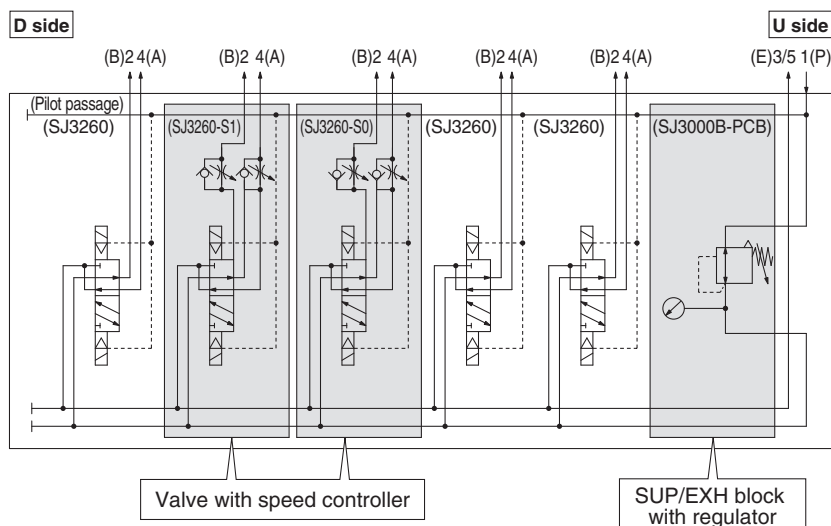 D side
U side
(B)2 4(A)
(B)2 4(A)
(B)2 4(A)
(B)2 4(A)
(B)2 4(A)
(E)3/5 1(P)
(Pilot passage)
(SJ3260)
(SJ3260-S1)
(SJ3260-S0)
(SJ3260)
(SJ3260)
(SJ3000B-PCB)
Valve with speed controller
SUP/EXH block
with regulator